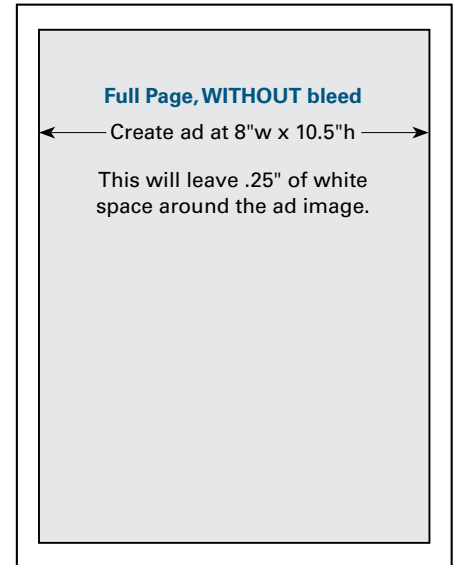 Full Page, WITHOUT bleed
Create ad at 8"w x 10.5"h
This will leave .25" of white
space around the ad image.